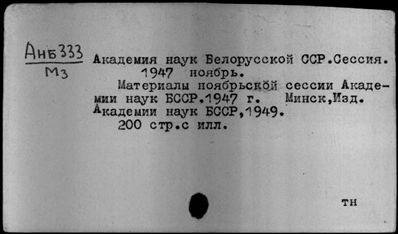 АнБ333
М3
Академия наук Белорусской ССР.Сессия.
1947 ноябрь.
Материалы ноябрьской сессии Акаде-
мии наук БССР.1947 г. Минск,Изд.
Академии наук БССР,1949.
200 стр.с илл.
тн